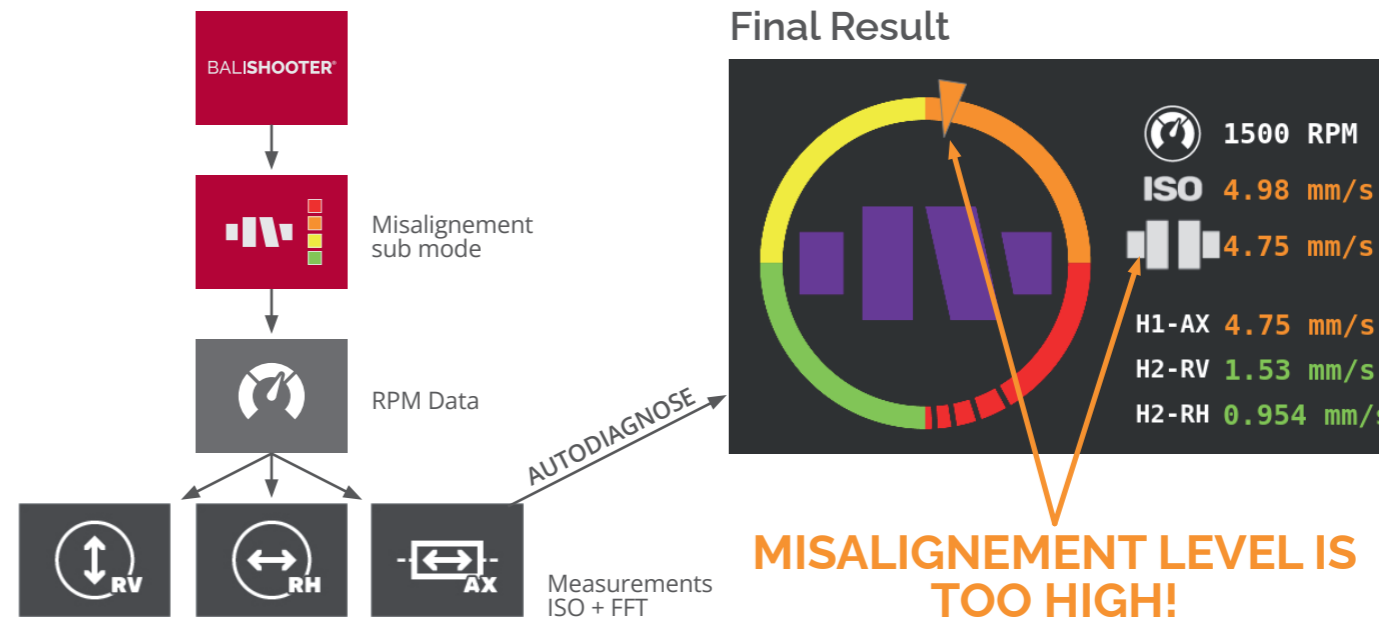 BALISHOOTER®
Misalignement
sub mode
RPM Data
RV
RH
AX
Measurements
ISO + FFT
AUTODIAGNOSE
Final Result
1500 RPM
ISO 4.98 mm/s
4.75 mm/s
H1-AX 4.75 mm/s
H2-RV 1.53 mm/s
H2-RH 0.954 mm/s
MISALIGNEMENT LEVEL IS
TOO HIGH!